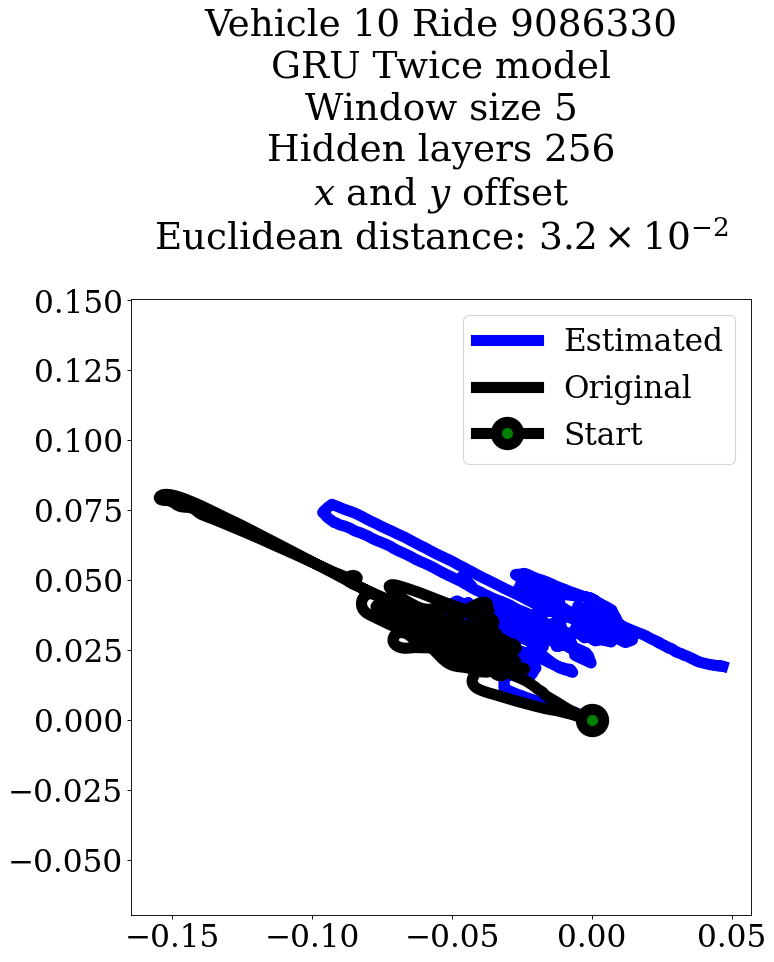 Vehicle 10 Ride 9086330
GRU Twice model
Window size 5
Hidden layers 256
x and y offset
Euclidean distance: 3.2 × 10⁻²
0.150
0.125
0.100
0.075
0.050
0.025
0.000
−0.025
−0.050
Estimated
Original
Start
−0.15 −0.10 −0.05 0.00 0.05